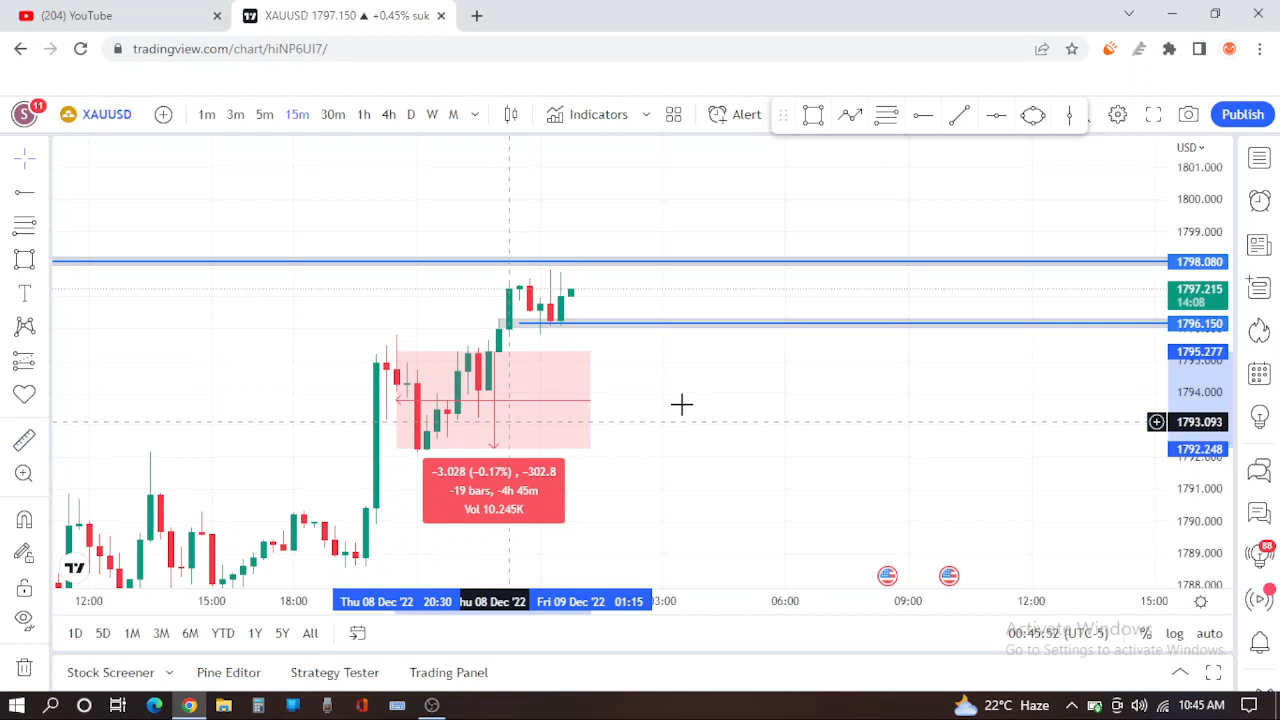 (204) YouTube
XAUUSD 1797.150 ▲ +0.45% suk
tradingview.com/chart/hiNP6UI7/
S 11 XAUUSD 1m 3m 5m 15m 30m 1h 4h D W M Indicators Alert Publish
USD
1801.000
1800.000
1799.000
1798.080
1797.215
14:08
1796.150
1795.277
1794.000
1793.093
1792.248
1791.000
1790.000
1789.000
1788.000
−3.028 (−0.17%) , −302.8
-19 bars, -4h 45m
Vol 10.245K
12:00 15:00 18:00 Thu 08 Dec '22 20:30 hu 08 Dec '22 Fri 09 Dec '22 01:15 03:00 06:00 09:00 12:00 15:00
88
1D 5D 1M 3M 6M YTD 1Y 5Y All 00:45:52 (UTC-5) % log auto
Activate Windows
Go to Settings to activate Windows.
Stock Screener Pine Editor Strategy Tester Trading Panel
22°C Haze 10:45 AM